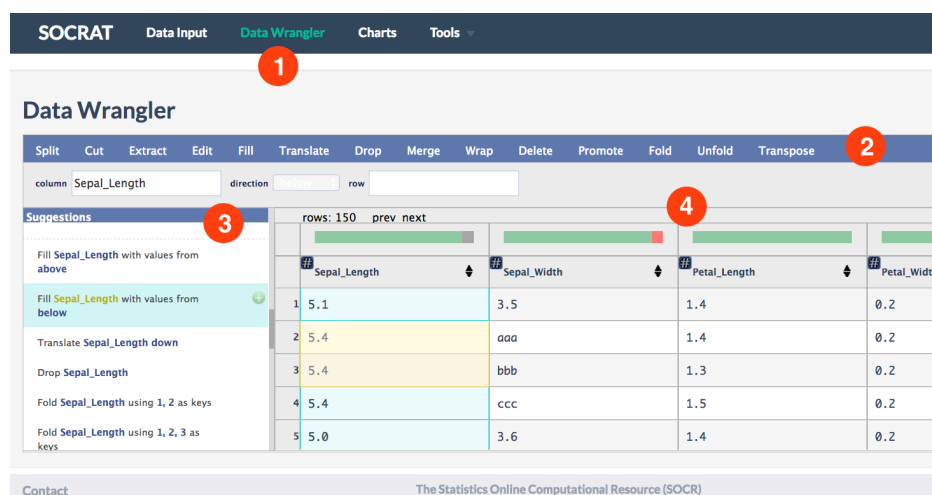 SOCRAT Data Input Data Wrangler Charts Tools
1
Data Wrangler
Split Cut Extract Edit Fill Translate Drop Merge Wrap Delete Promote Fold Unfold Transpose
2
column Sepal_Length direction below row
Suggestions
3
Fill Sepal_Length with values from
above
Fill Sepal_Length with values from
below
Translate Sepal_Length down
Drop Sepal_Length
Fold Sepal_Length using 1, 2 as keys
Fold Sepal_Length using 1, 2, 3 as
keys
rows: 150 prev next
4
# Sepal_Length # Sepal_Width # Petal_Length # Petal_Widt
1 5.1 3.5 1.4 0.2
2 5.4 aaa 1.4 0.2
3 5.4 bbb 1.3 0.2
4 5.4 ccc 1.5 0.2
5 5.0 3.6 1.4 0.2
Contact The Statistics Online Computational Resource (SOCR)